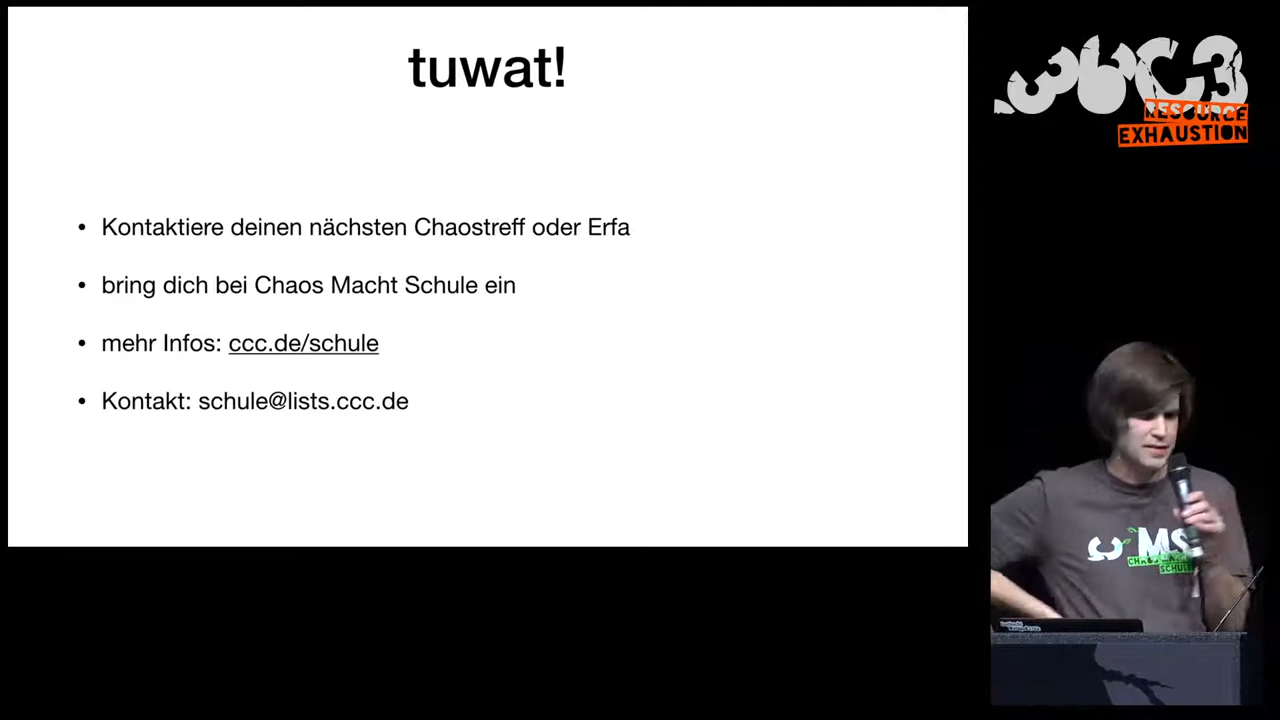 tuwat!
• Kontaktiere deinen nächsten Chaostreff oder Erfa
• bring dich bei Chaos Macht Schule ein
• mehr Infos: ccc.de/schule
• Kontakt: schule@lists.ccc.de
36C3
RESOURCE
EXHAUSTION